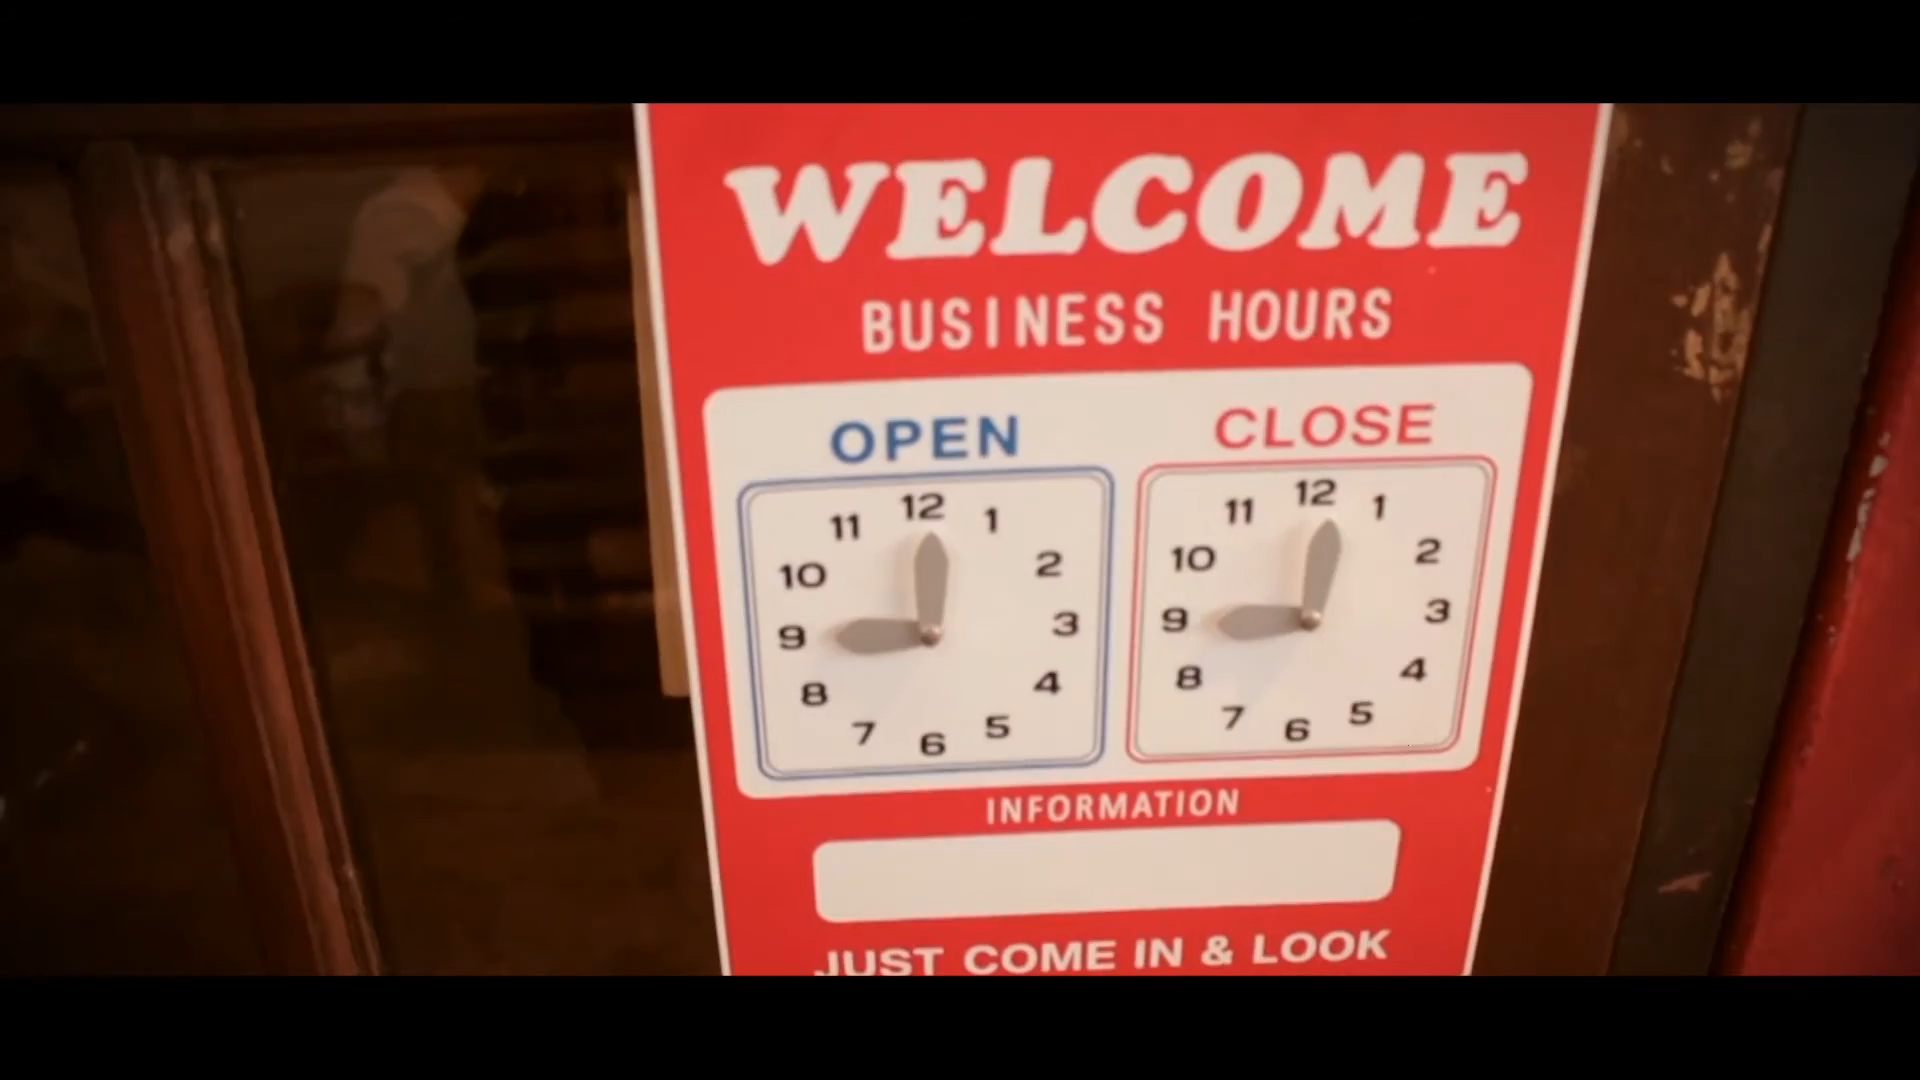 WELCOME
BUSINESS HOURS
OPEN
12
11 1
10 2
9 3
8 4
7 5
6
CLOSE
12
11 1
10 2
9 3
8 4
7 5
6
INFORMATION
JUST COME IN & LOOK